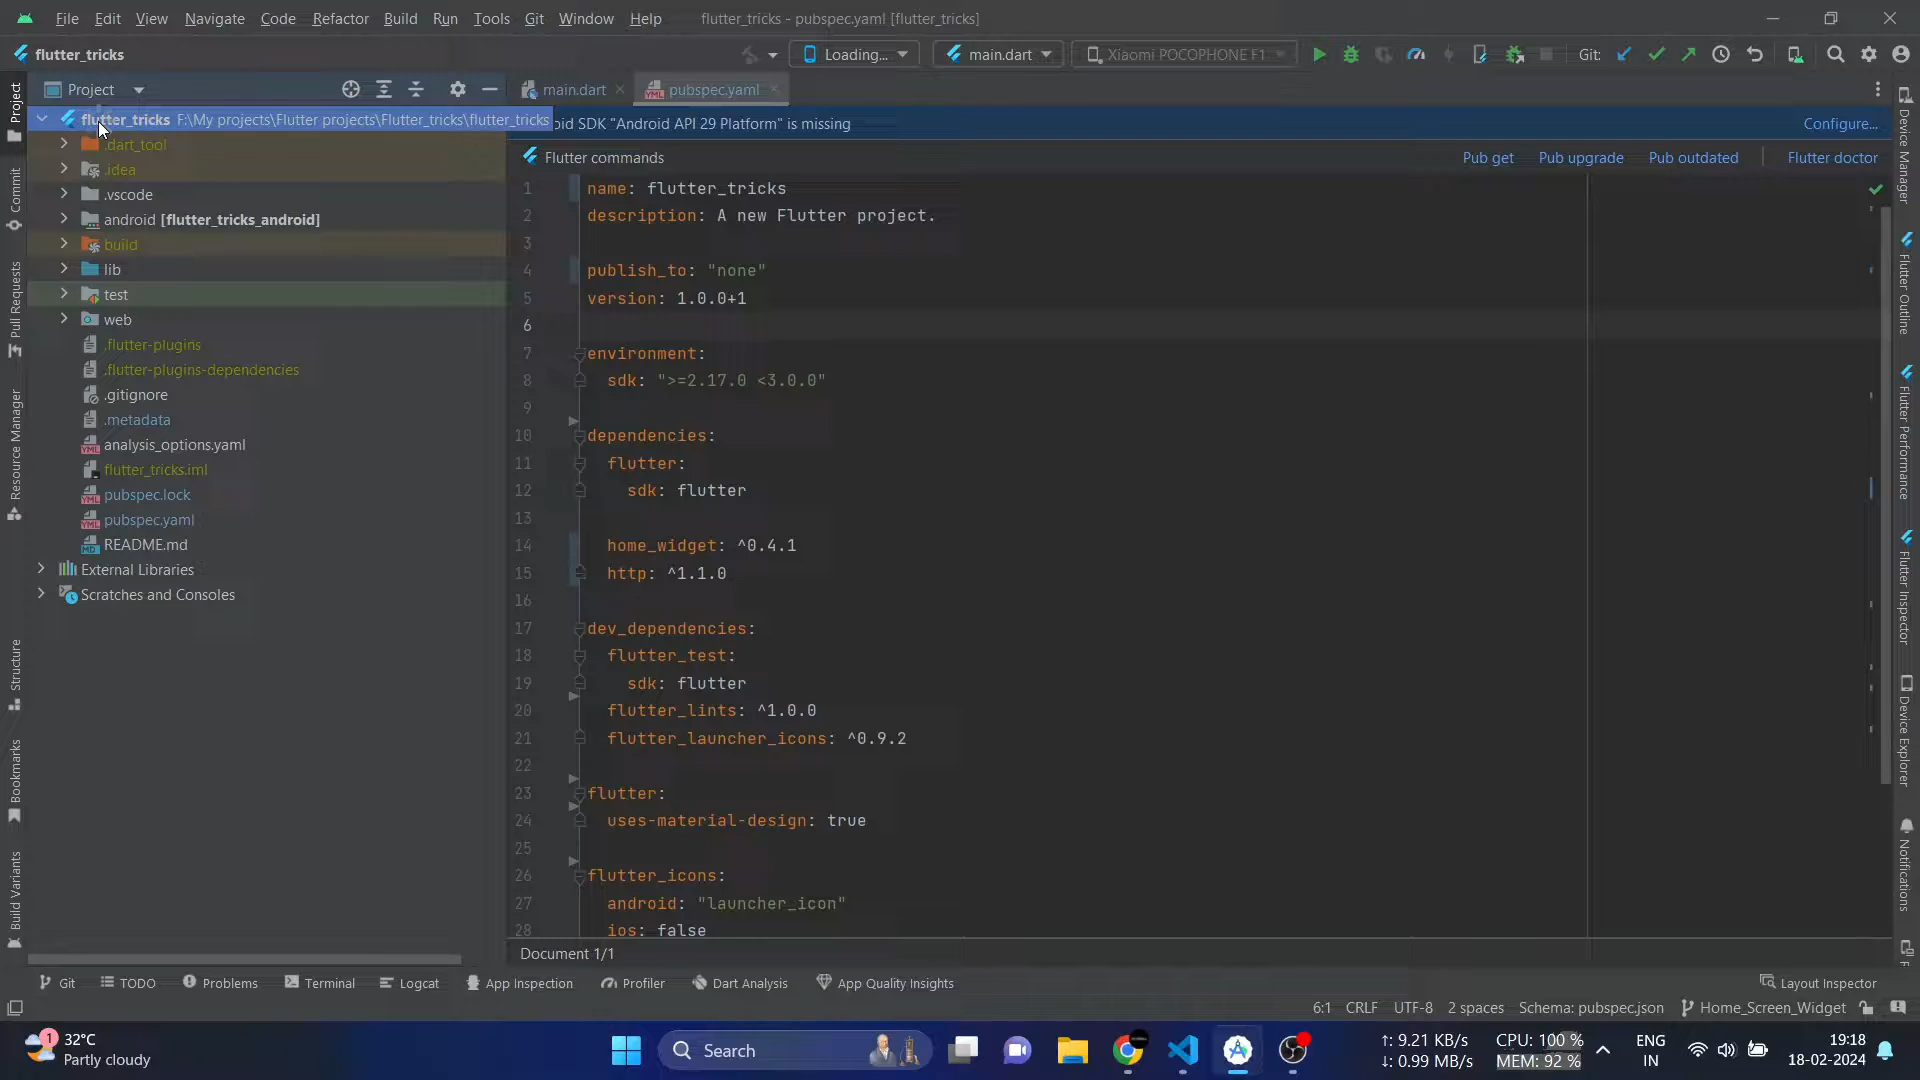 File Edit View Navigate Code Refactor Build Run Tools Git Window Help flutter_tricks - pubspec.yaml [flutter_tricks]
flutter_tricks Loading... main.dart Xiaomi POCOPHONE F1 Git:
Project main.dart pubspec.yaml
flutter_tricks F:\My projects\Flutter projects\Flutter_tricks\flutter_tricks
oid SDK "Android API 29 Platform" is missing Configure...
Flutter commands Pub get Pub upgrade Pub outdated Flutter doctor
.dart_tool
.idea
.vscode
android [flutter_tricks_android]
build
lib
test
web
.flutter-plugins
.flutter-plugins-dependencies
.gitignore
.metadata
analysis_options.yaml
flutter_tricks.iml
pubspec.lock
pubspec.yaml
README.md
External Libraries
Scratches and Consoles
1 name: flutter_tricks
2 description: A new Flutter project.
3
4 publish_to: "none"
5 version: 1.0.0+1
6
7 environment:
8 sdk: ">=2.17.0 <3.0.0"
9
10 dependencies:
11 flutter:
12 sdk: flutter
13
14 home_widget: ^0.4.1
15 http: ^1.1.0
16
17 dev_dependencies:
18 flutter_test:
19 sdk: flutter
20 flutter_lints: ^1.0.0
21 flutter_launcher_icons: ^0.9.2
22
23 flutter:
24 uses-material-design: true
25
26 flutter_icons:
27 android: "launcher_icon"
28 ios: false
Document 1/1
Project
Commit
Pull Requests
Resource Manager
Structure
Bookmarks
Build Variants
Device Manager
Flutter Outline
Flutter Performance
Flutter Inspector
Device Explorer
Notifications
Git TODO Problems Terminal Logcat App Inspection Profiler Dart Analysis App Quality Insights Layout Inspector
6:1 CRLF UTF-8 2 spaces Schema: pubspec.json Home_Screen_Widget
1
32°C
Partly cloudy
Search
↑: 9.21 KB/s
↓: 0.99 MB/s
CPU: 100 %
MEM: 92 %
ENG
IN
19:18
18-02-2024